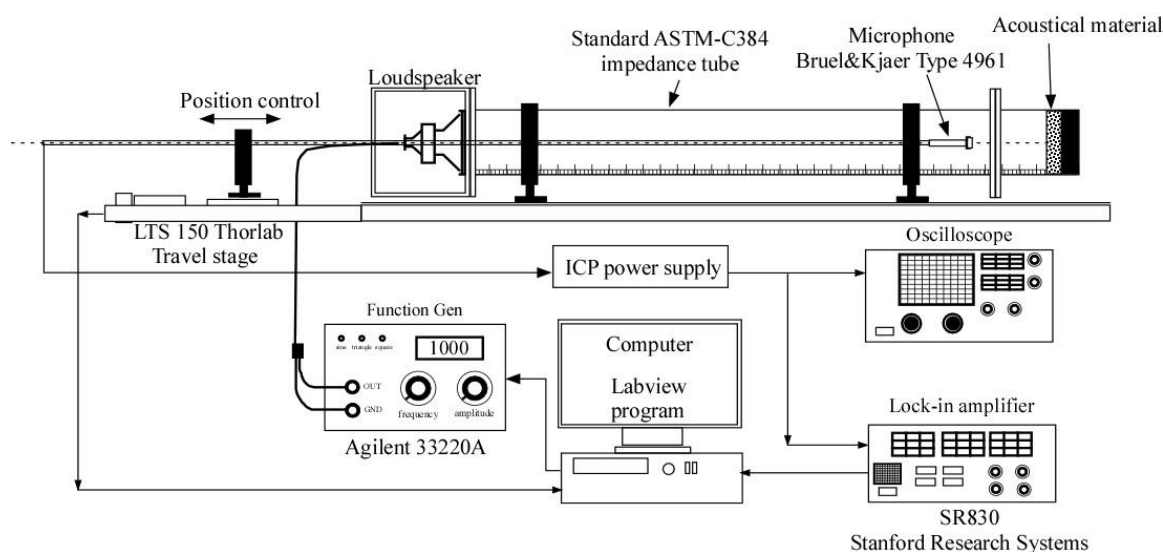 Standard ASTM-C384
impedance tube
Microphone
Bruel&Kjaer Type 4961
Acoustical material
Loudspeaker
Position control
LTS 150 Thorlab
Travel stage
ICP power supply
Oscilloscope
Function Gen
sine triangle square
1000
OUT
GND
frequency amplitude
Agilent 33220A
Computer
Labview
program
Lock-in amplifier
SR830
Stanford Research Systems